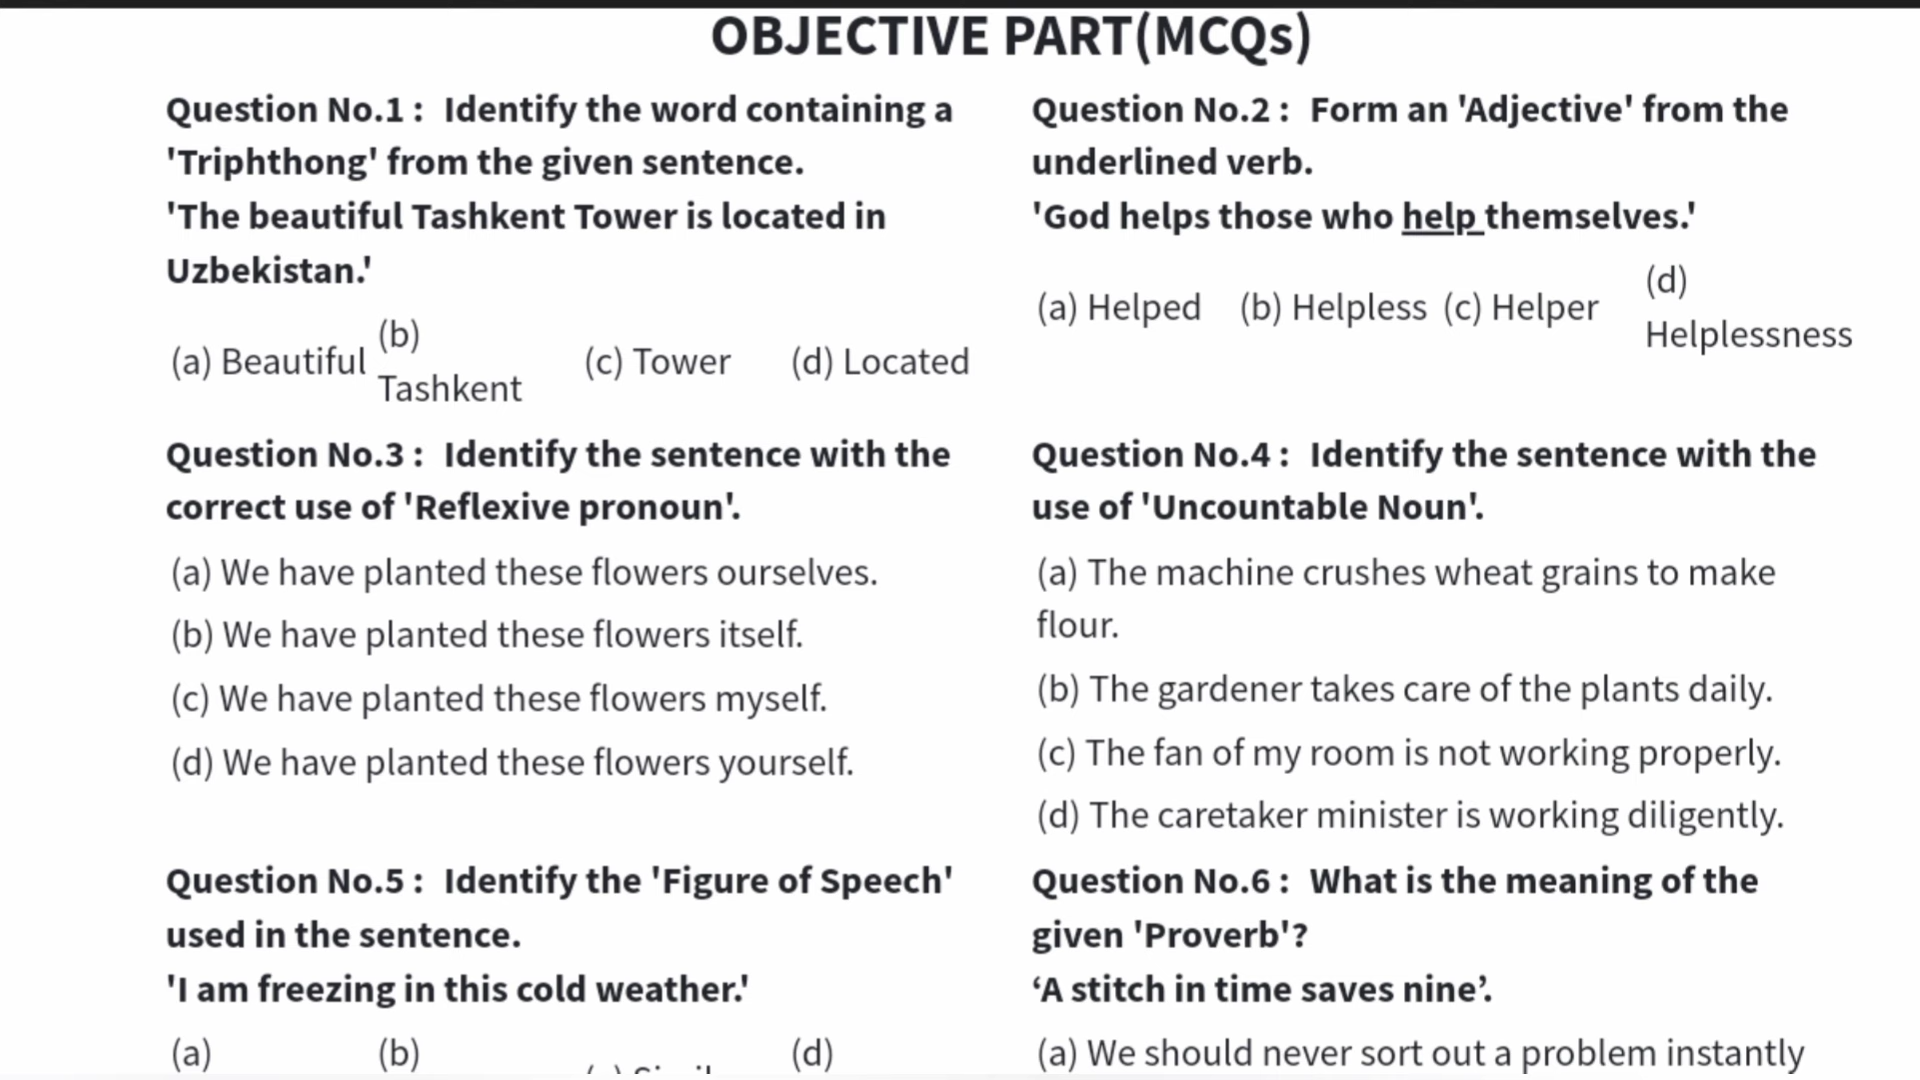 OBJECTIVE PART(MCQs)
Question No.1 :  Identify the word containing a
'Triphthong' from the given sentence.
'The beautiful Tashkent Tower is located in
Uzbekistan.'
(a) Beautiful (b) Tashkent (c) Tower (d) Located
Question No.2 :  Form an 'Adjective' from the
underlined verb.
'God helps those who help themselves.'
(a) Helped (b) Helpless (c) Helper (d) Helplessness
Question No.3 :  Identify the sentence with the
correct use of 'Reflexive pronoun'.
(a) We have planted these flowers ourselves.
(b) We have planted these flowers itself.
(c) We have planted these flowers myself.
(d) We have planted these flowers yourself.
Question No.4 :  Identify the sentence with the
use of 'Uncountable Noun'.
(a) The machine crushes wheat grains to make
flour.
(b) The gardener takes care of the plants daily.
(c) The fan of my room is not working properly.
(d) The caretaker minister is working diligently.
Question No.5 :  Identify the 'Figure of Speech'
used in the sentence.
'I am freezing in this cold weather.'
(a) (b) (d)
Question No.6 :  What is the meaning of the
given 'Proverb'?
‘A stitch in time saves nine’.
(a) We should never sort out a problem instantly